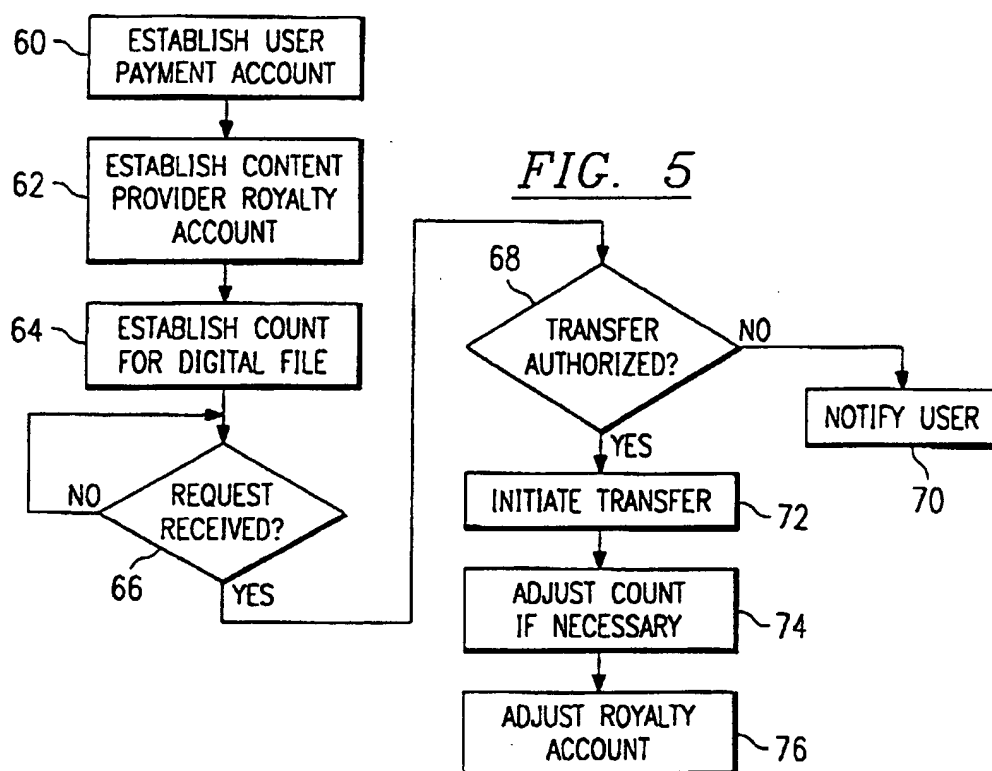 60
ESTABLISH USER
PAYMENT ACCOUNT
62
ESTABLISH CONTENT
PROVIDER ROYALTY
ACCOUNT
64
ESTABLISH COUNT
FOR DIGITAL FILE
NO
REQUEST
RECEIVED?
66
YES
FIG. 5
68
TRANSFER
AUTHORIZED?
NO
NOTIFY USER
70
YES
INITIATE TRANSFER
72
ADJUST COUNT
IF NECESSARY
74
ADJUST ROYALTY
ACCOUNT
76